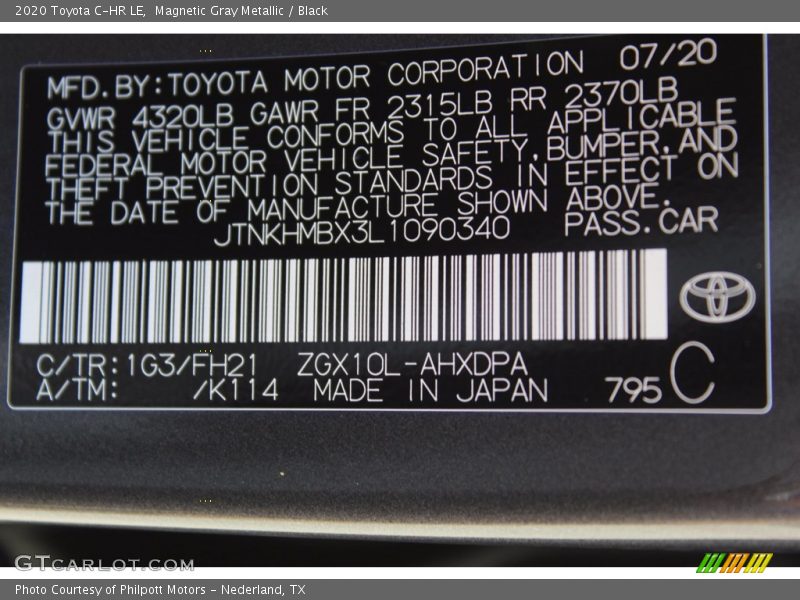 2020 Toyota C-HR LE,  Magnetic Gray Metallic / Black
MFD.BY:TOYOTA MOTOR CORPORATION 07/20
GVWR 4320LB GAWR FR 2315LB RR 2370LB
THIS VEHICLE CONFORMS TO ALL APPLICABLE
FEDERAL MOTOR VEHICLE SAFETY,BUMPER,AND
THEFT PREVENTION STANDARDS IN EFFECT ON
THE DATE OF MANUFACTURE SHOWN ABOVE.
JTNKHMBX3L1090340 PASS.CAR
C/TR:1G3/FH21 ZGX10L-AHXDPA
A/TM: /K114 MADE IN JAPAN 795 C
GTcarlot.com
Photo Courtesy of Philpott Motors - Nederland, TX